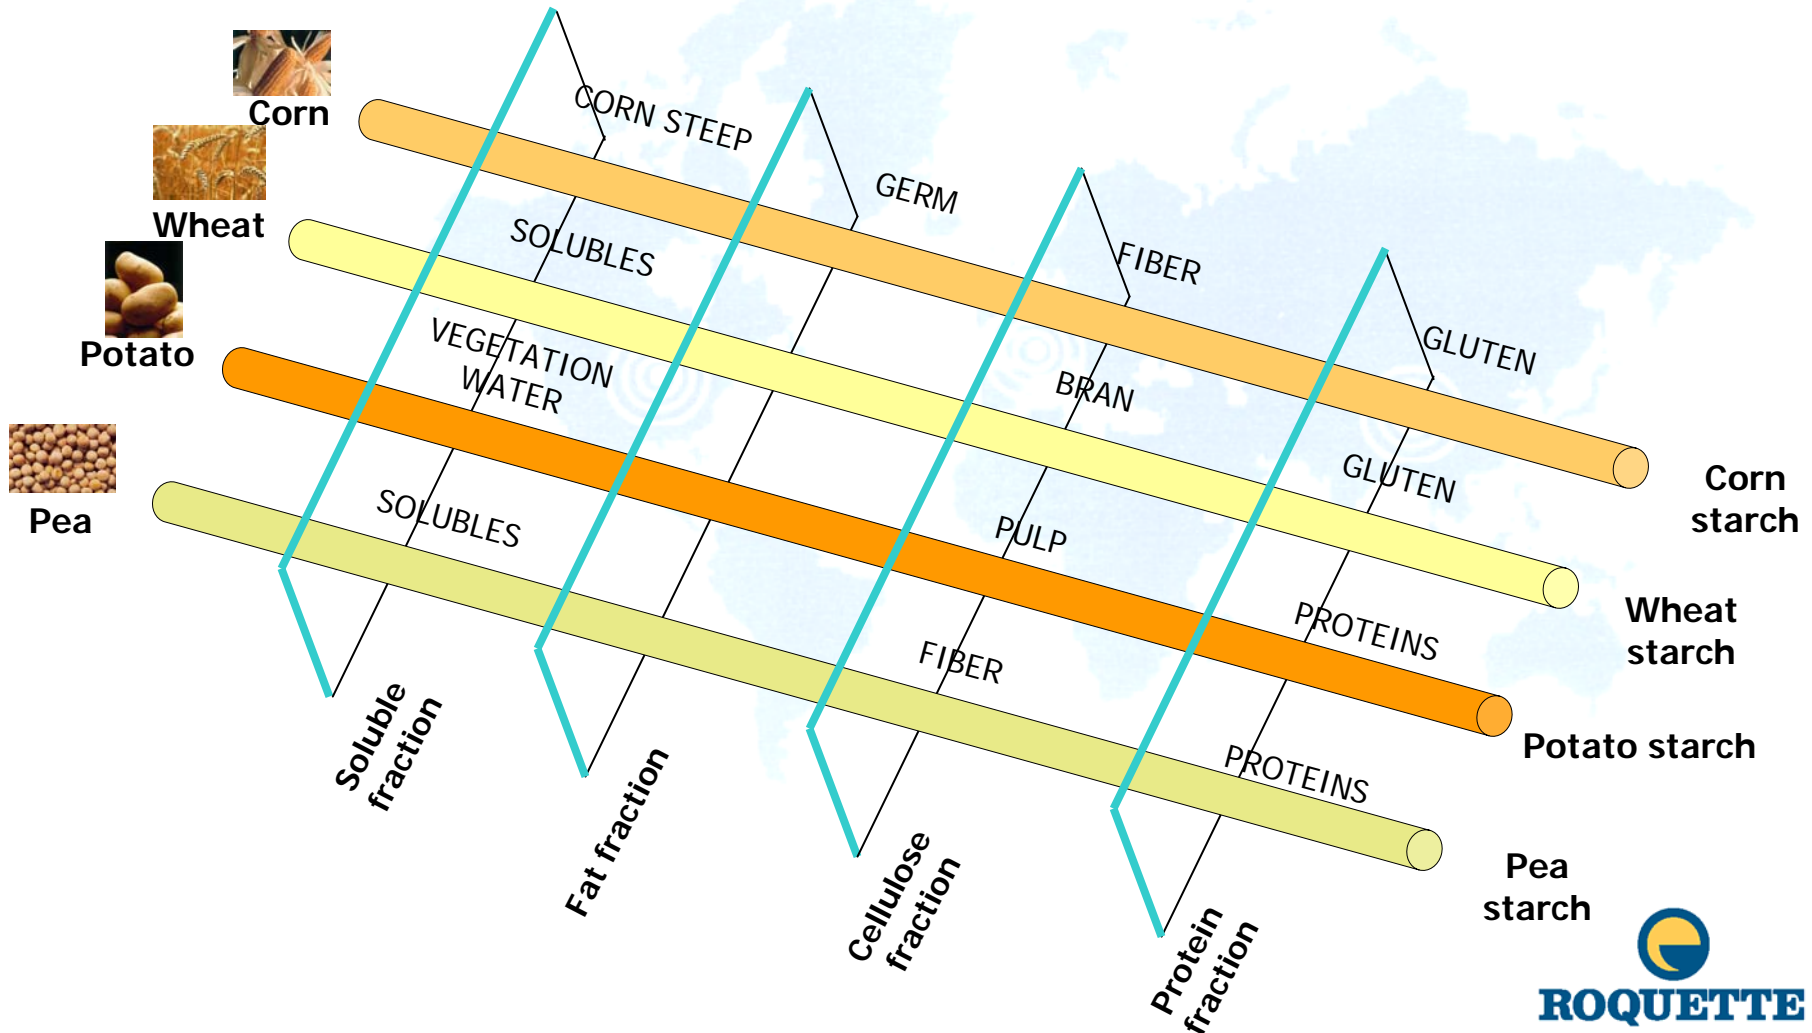 Corn
CORN STEEP
GERM
FIBER
GLUTEN
Corn
starch
Wheat
SOLUBLES
BRAN
GLUTEN
Wheat
starch
Potato
VEGETATION
WATER
PULP
PROTEINS
Potato starch
Pea
SOLUBLES
FIBER
PROTEINS
Pea
starch
Soluble
fraction
Fat fraction
Cellulose
fraction
Protein
fraction
ROQUETTE